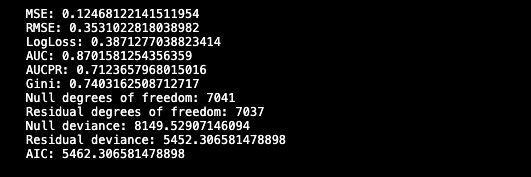 MSE: 0.12468122141511954
RMSE: 0.3531022818038982
LogLoss: 0.3871277038823414
AUC: 0.8701581254356359
AUCPR: 0.7123657968015016
Gini: 0.7403162508712717
Null degrees of freedom: 7041
Residual degrees of freedom: 7037
Null deviance: 8149.52907146094
Residual deviance: 5452.306581478898
AIC: 5462.306581478898